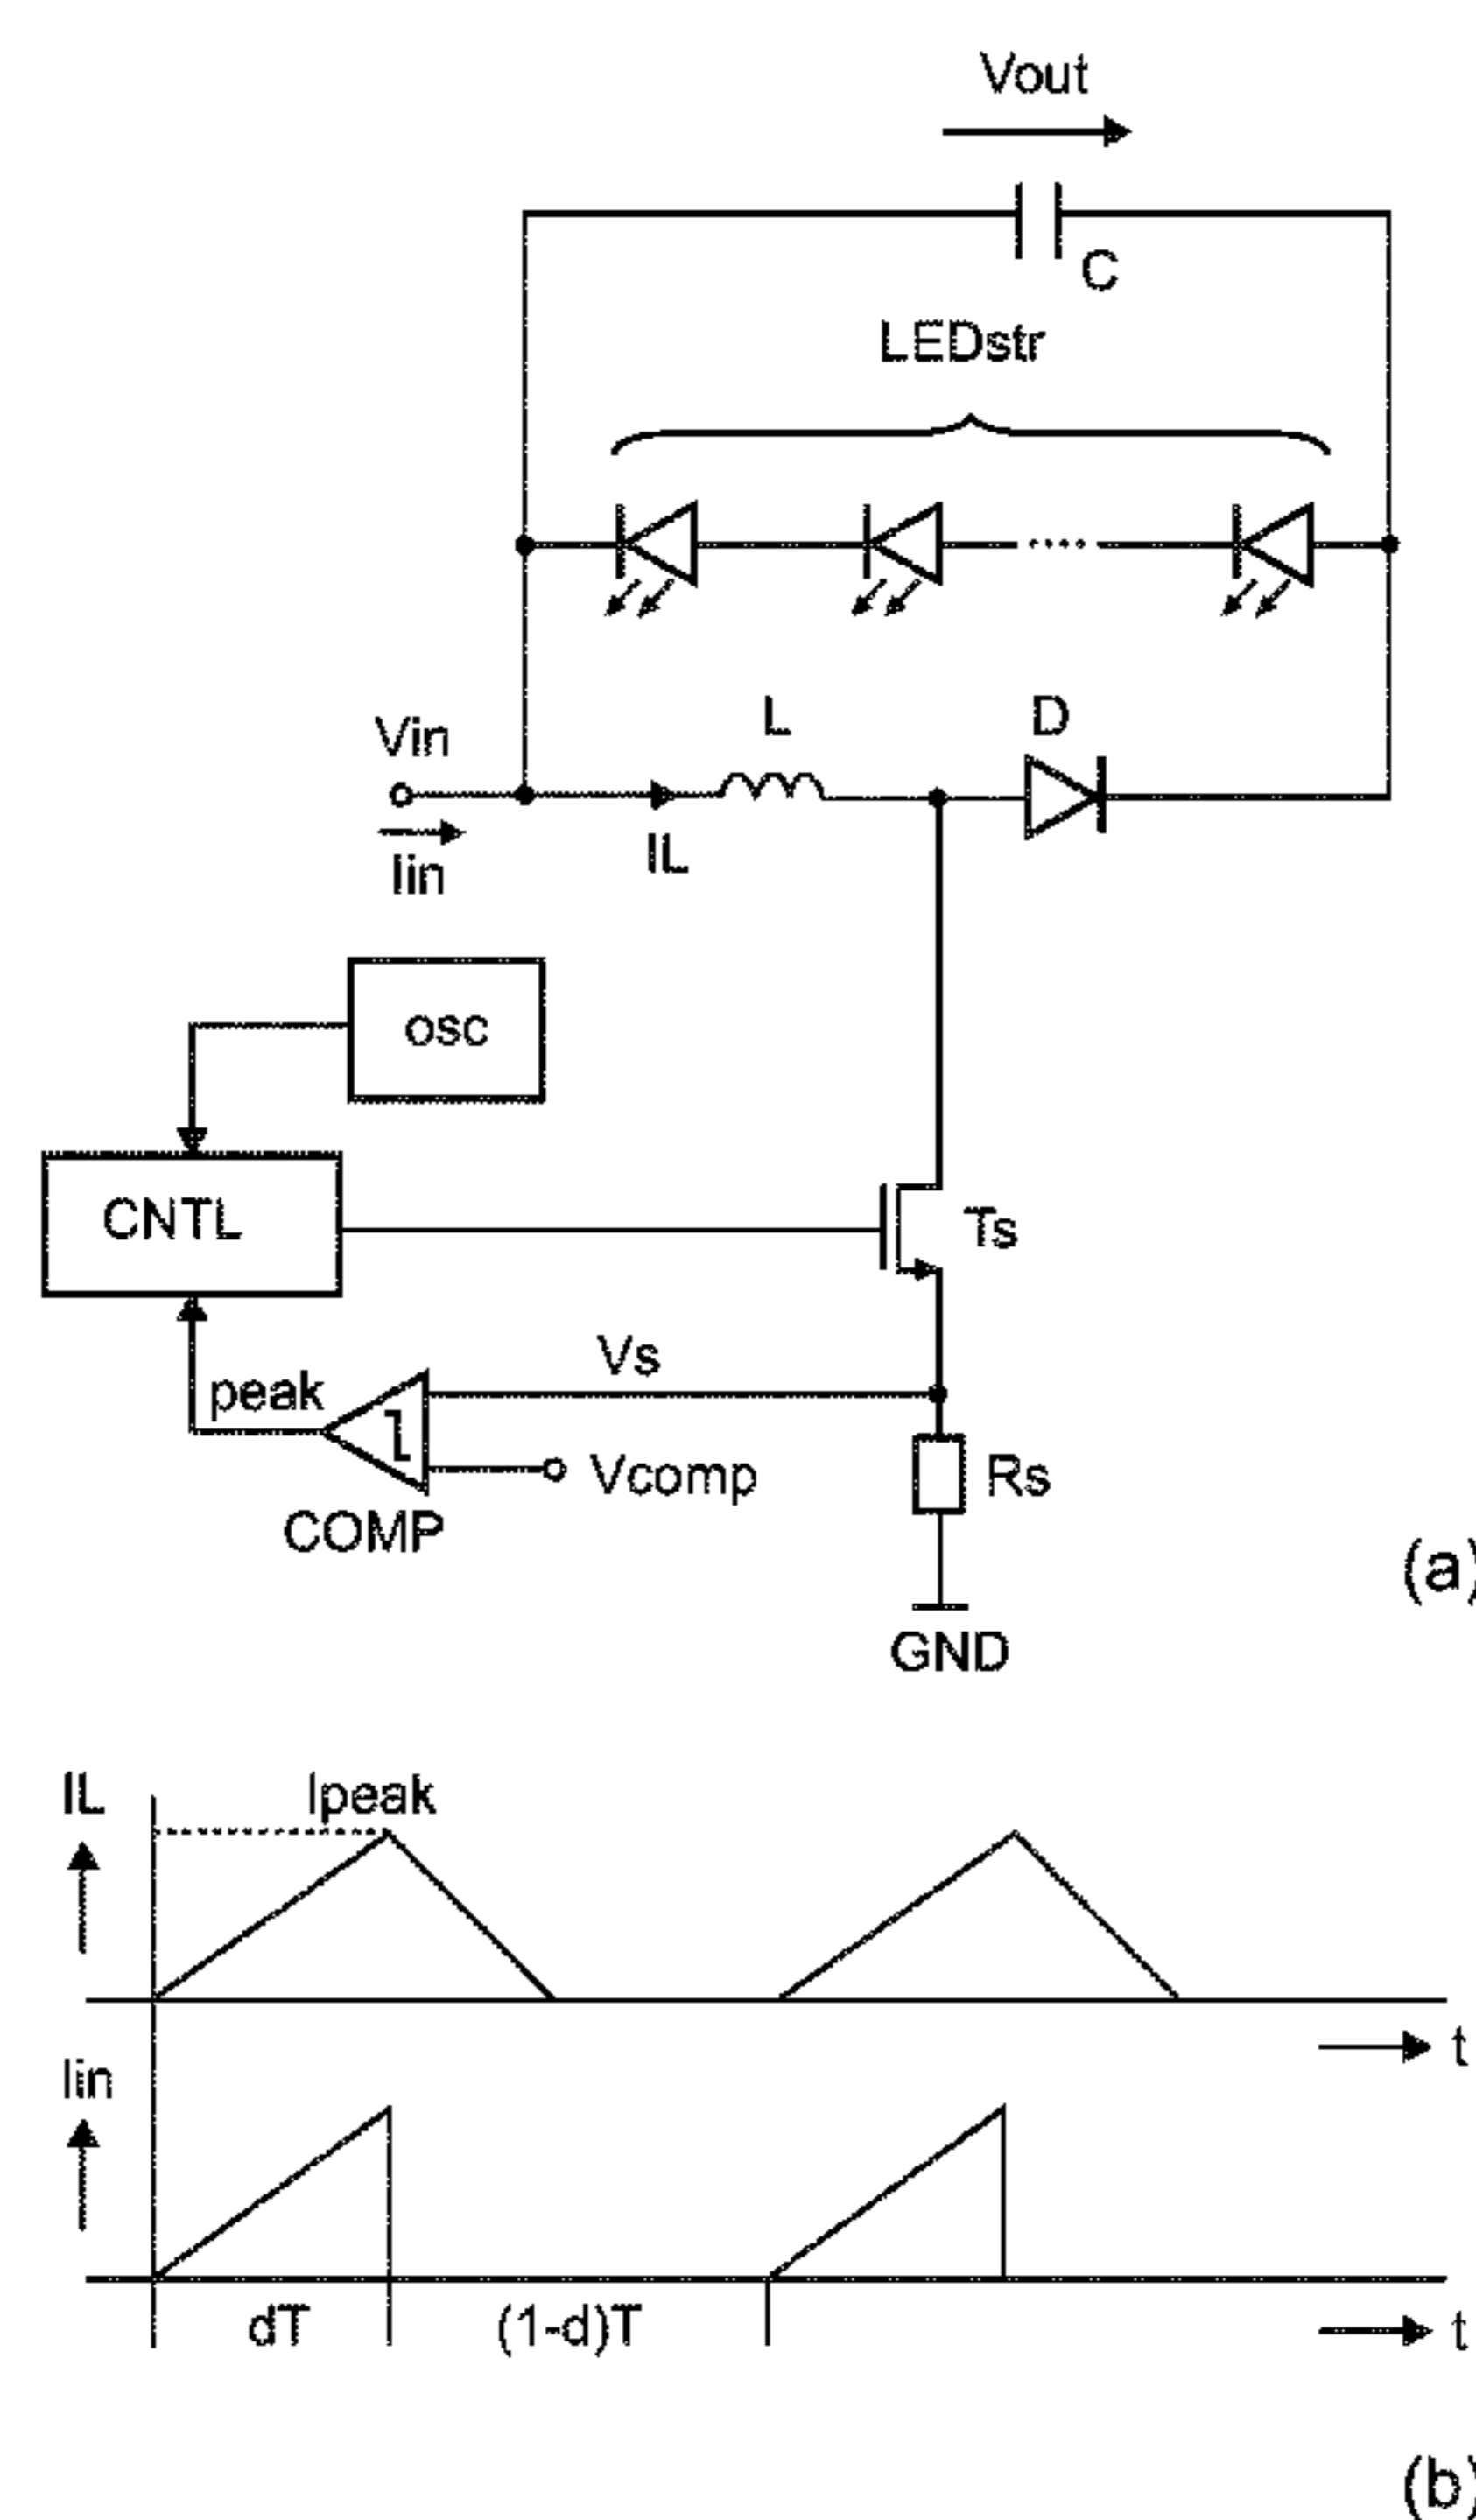 Vout
C
LEDstr
L
D
Vin
IL
Iin
osc
CNTL
Ts
Vs
peak
Vcomp
Rs
COMP
(a)
GND
IL
Ipeak
t
Iin
dT
(1-d)T
t
(b)